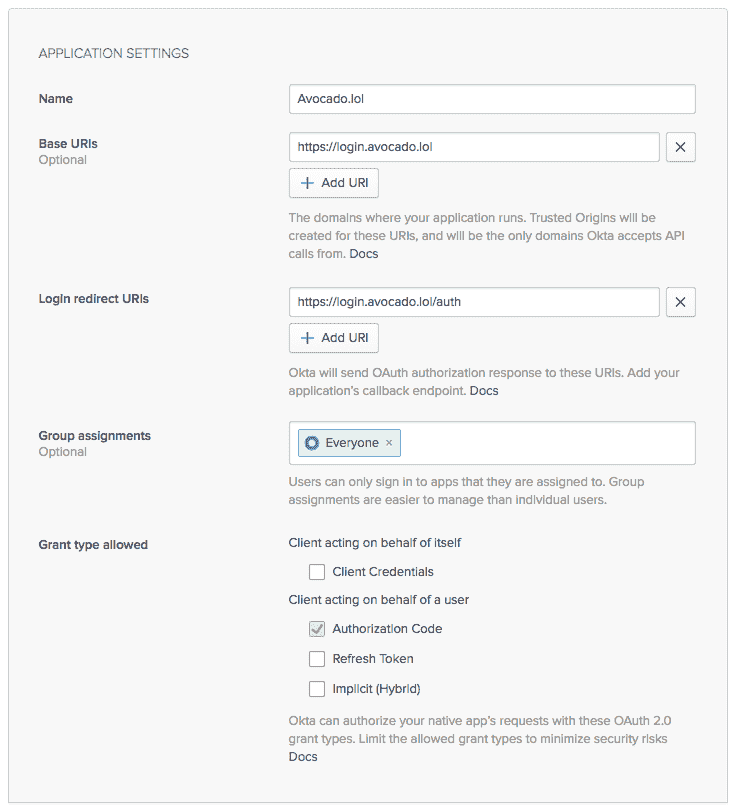 APPLICATION SETTINGS
Name
Avocado.lol
Base URIs
Optional
https://login.avocado.lol
Add URI
The domains where your application runs. Trusted Origins will be
created for these URIs, and will be the only domains Okta accepts API
calls from. Docs
Login redirect URIs
https://login.avocado.lol/auth
Add URI
Okta will send OAuth authorization response to these URIs. Add your
application's callback endpoint. Docs
Group assignments
Optional
Everyone ×
Users can only sign in to apps that they are assigned to. Group
assignments are easier to manage than individual users.
Grant type allowed
Client acting on behalf of itself
Client Credentials
Client acting on behalf of a user
Authorization Code
Refresh Token
Implicit (Hybrid)
Okta can authorize your native app's requests with these OAuth 2.0
grant types. Limit the allowed grant types to minimize security risks
Docs